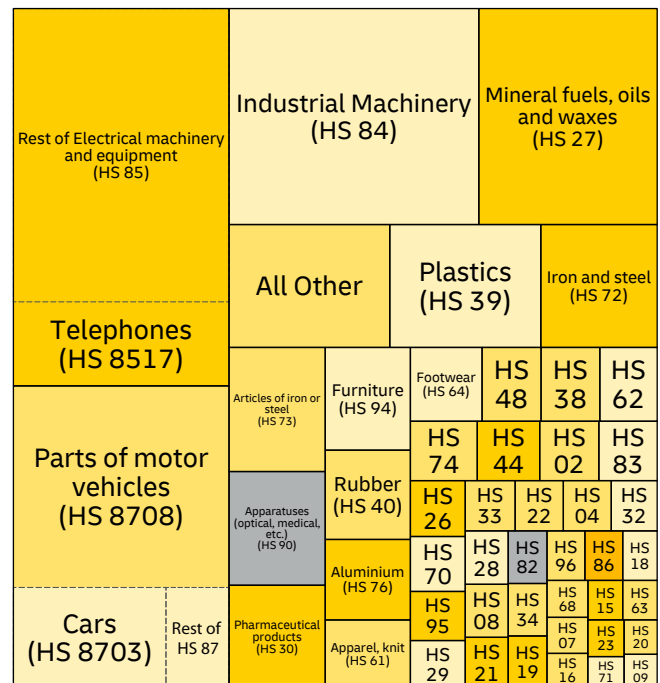 Rest of Electrical machinery
and equipment
(HS 85)
Telephones
(HS 8517)
Parts of motor
vehicles
(HS 8708)
Cars
(HS 8703)
Rest of
HS 87
Industrial Machinery
(HS 84)
Mineral fuels, oils
and waxes
(HS 27)
All Other
Plastics
(HS 39)
Iron and steel
(HS 72)
Articles of iron or
steel
(HS 73)
Apparatuses
(optical, medical,
etc.)
(HS 90)
Pharmaceutical
products
(HS 30)
Furniture
(HS 94)
Rubber
(HS 40)
Aluminium
(HS 76)
Apparel, knit
(HS 61)
Footwear
(HS 64)
HS
48
HS
38
HS
62
HS
74
HS
44
HS
02
HS
83
HS
26
HS
33
HS
22
HS
04
HS
32
HS
70
HS
28
HS
82
HS
96
HS
86
HS
18
HS
95
HS
08
HS
34
HS
68
HS
15
HS
63
HS
07
HS
23
HS
20
HS
29
HS
21
HS
19
HS
16
HS
71
HS
09